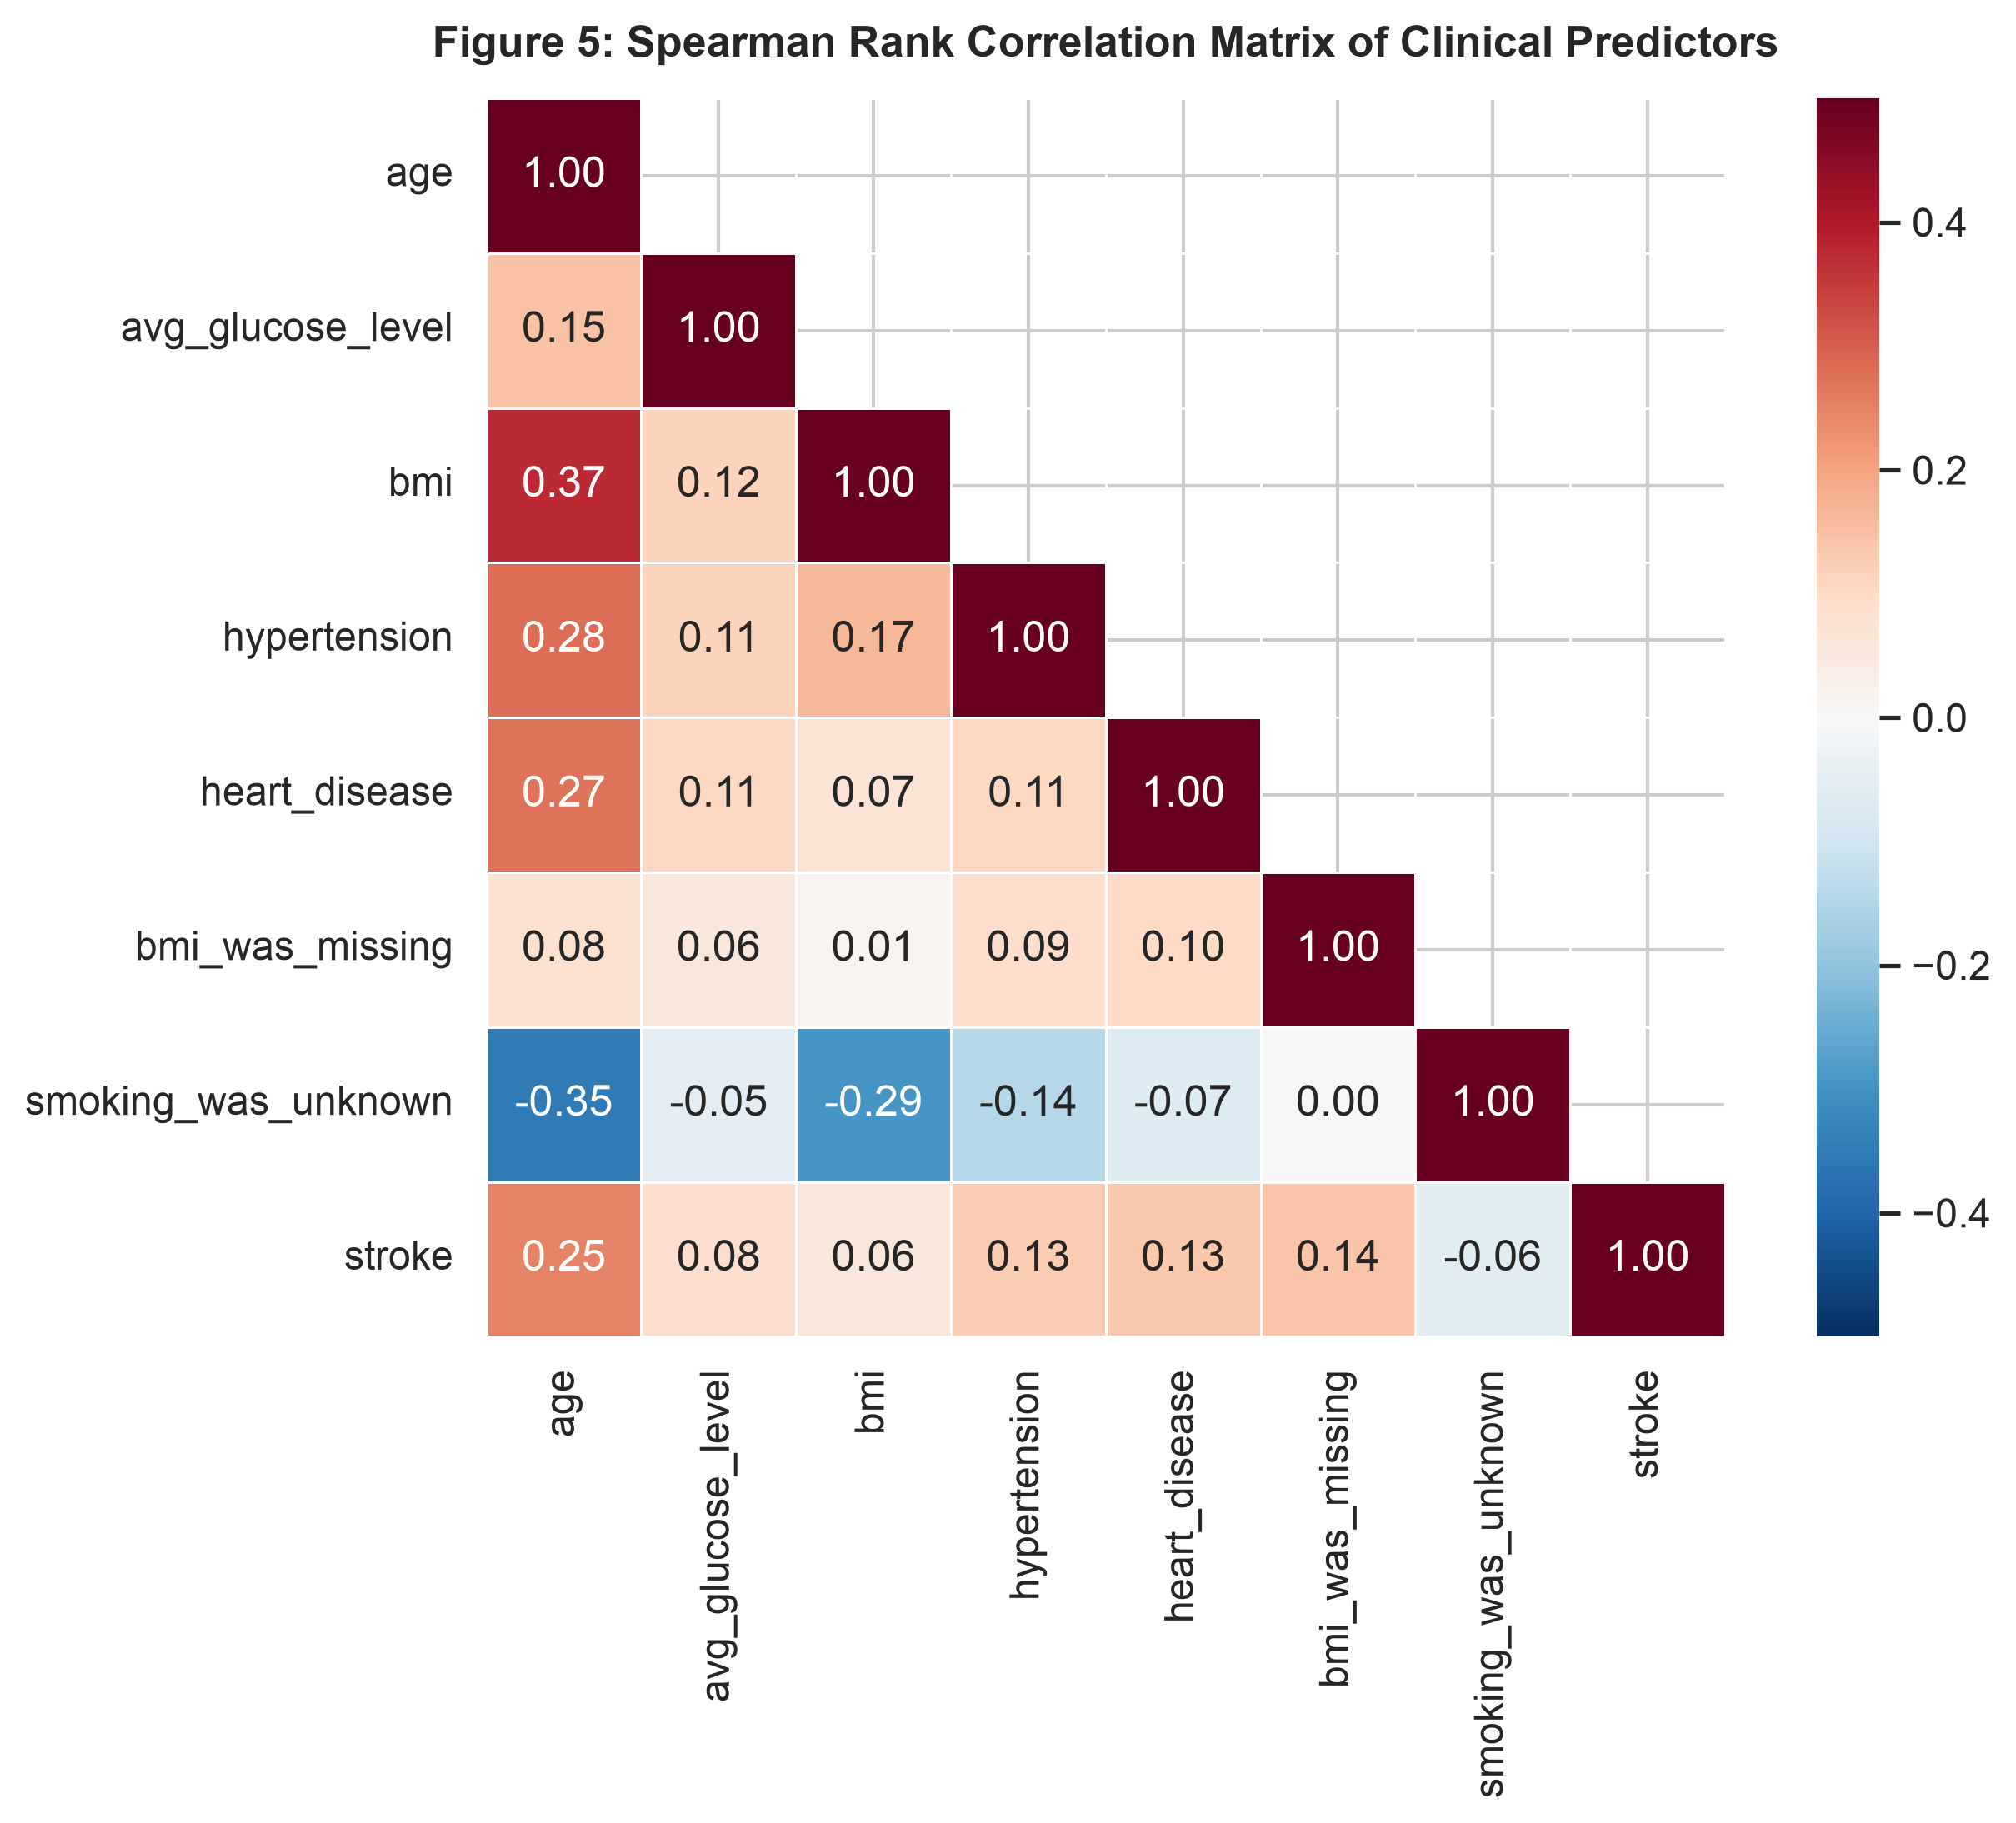 Figure 5: Spearman Rank Correlation Matrix of Clinical Predictors
age 1.00
avg_glucose_level 0.15 1.00
bmi 0.37 0.12 1.00
hypertension 0.28 0.11 0.17 1.00
heart_disease 0.27 0.11 0.07 0.11 1.00
bmi_was_missing 0.08 0.06 0.01 0.09 0.10 1.00
smoking_was_unknown -0.35 -0.05 -0.29 -0.14 -0.07 0.00 1.00
stroke 0.25 0.08 0.06 0.13 0.13 0.14 -0.06 1.00
age
avg_glucose_level
bmi
hypertension
heart_disease
bmi_was_missing
smoking_was_unknown
stroke
0.4
0.2
0.0
−0.2
−0.4